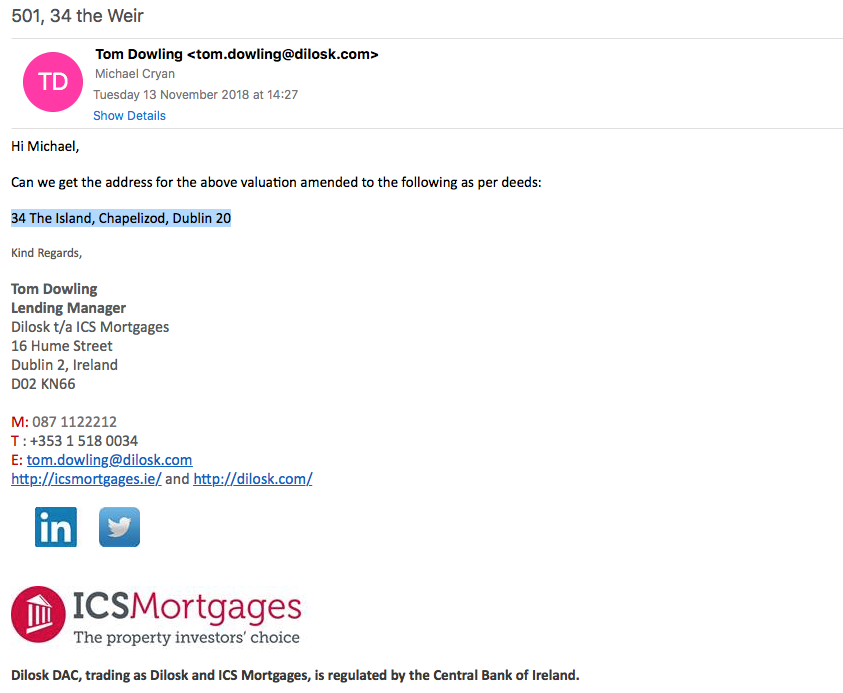 501, 34 the Weir
TD
Tom Dowling <tom.dowling@dilosk.com>
Michael Cryan
Tuesday 13 November 2018 at 14:27
Show Details
Hi Michael,
Can we get the address for the above valuation amended to the following as per deeds:
34 The Island, Chapelizod, Dublin 20
Kind Regards,
Tom Dowling
Lending Manager
Dilosk t/a ICS Mortgages
16 Hume Street
Dublin 2, Ireland
D02 KN66
M: 087 1122212
T : +353 1 518 0034
E: tom.dowling@dilosk.com
http://icsmortgages.ie/ and http://dilosk.com/
in
ICSMortgages
The property investors' choice
Dilosk DAC, trading as Dilosk and ICS Mortgages, is regulated by the Central Bank of Ireland.